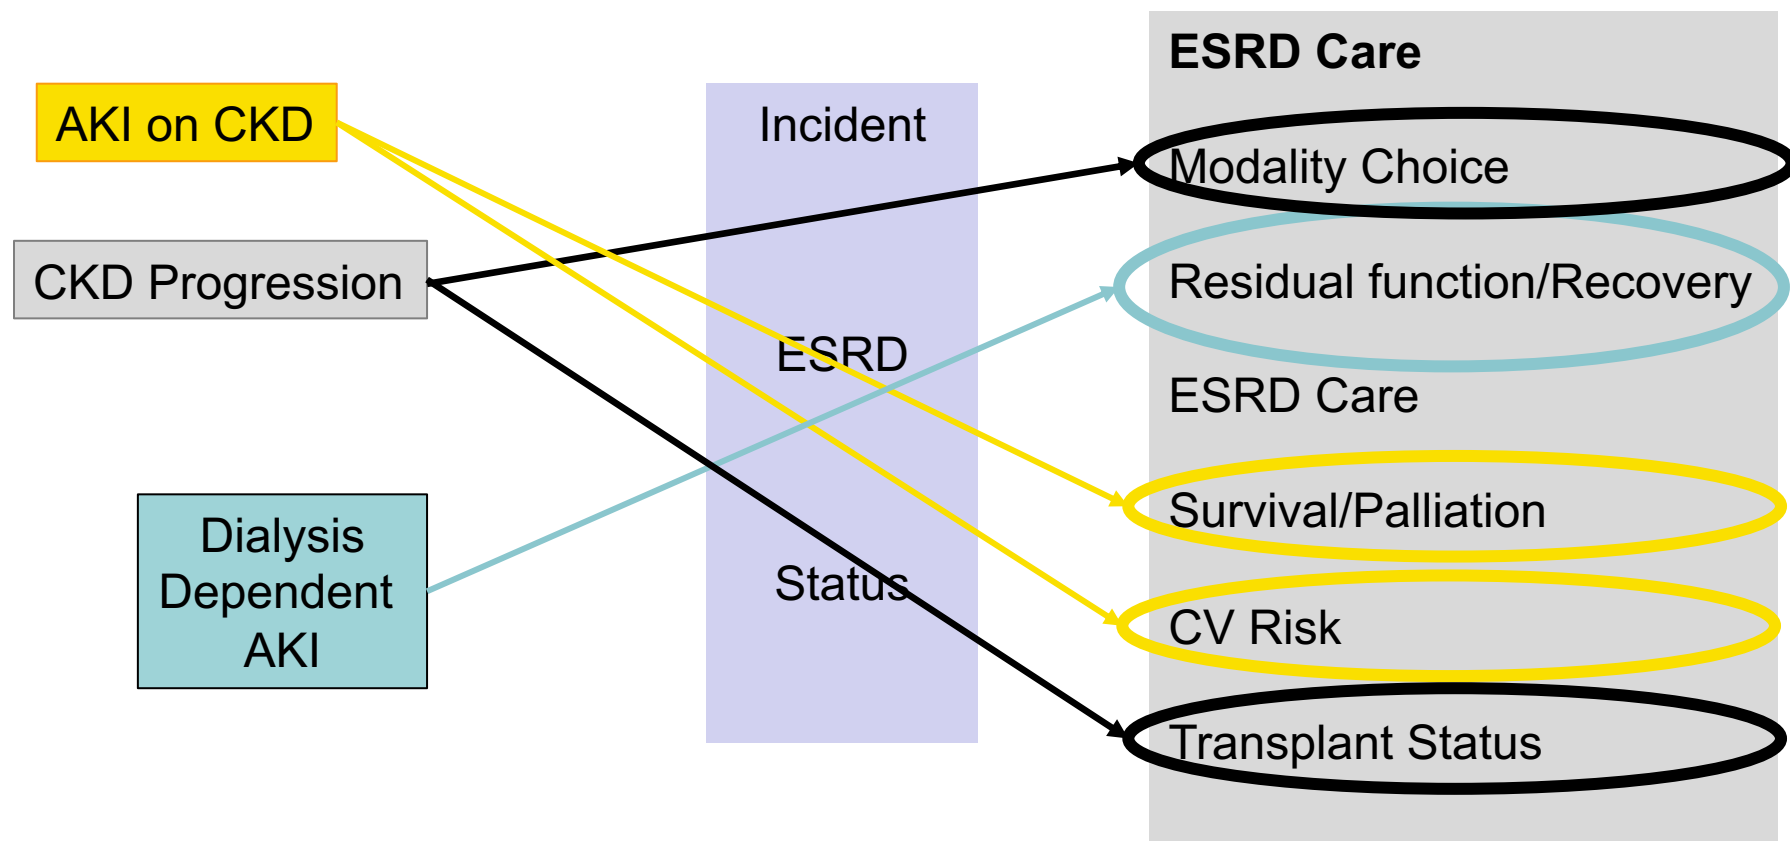 AKI on CKD
CKD Progression
Dialysis
Dependent
AKI
Incident
ESRD
Status
ESRD Care
Modality Choice
Residual function/Recovery
ESRD Care
Survival/Palliation
CV Risk
Transplant Status